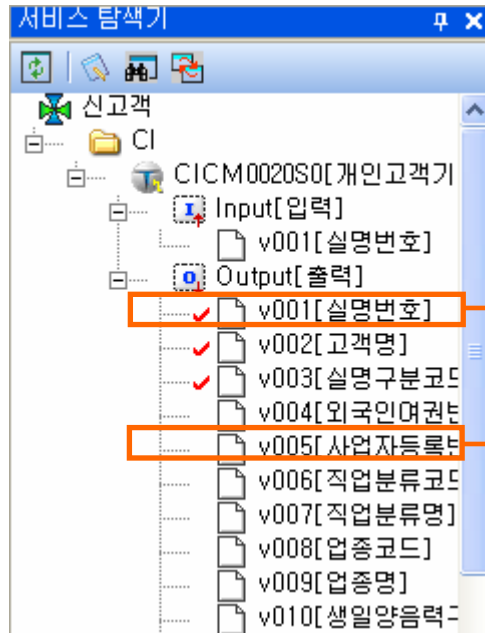 서비스 탐색기
신고객
CI
CICM0020S0[개인고객기
Input[입력]
v001[실명번호]
Output[출력]
v001[실명번호]
v002[고객명]
v003[실명구분코드
v004[외국인여권번
v005[사업자등록번
v006[직업분류코드
v007[직업분류명]
v008[업종코드]
v009[업종명]
v010[생일양음력구